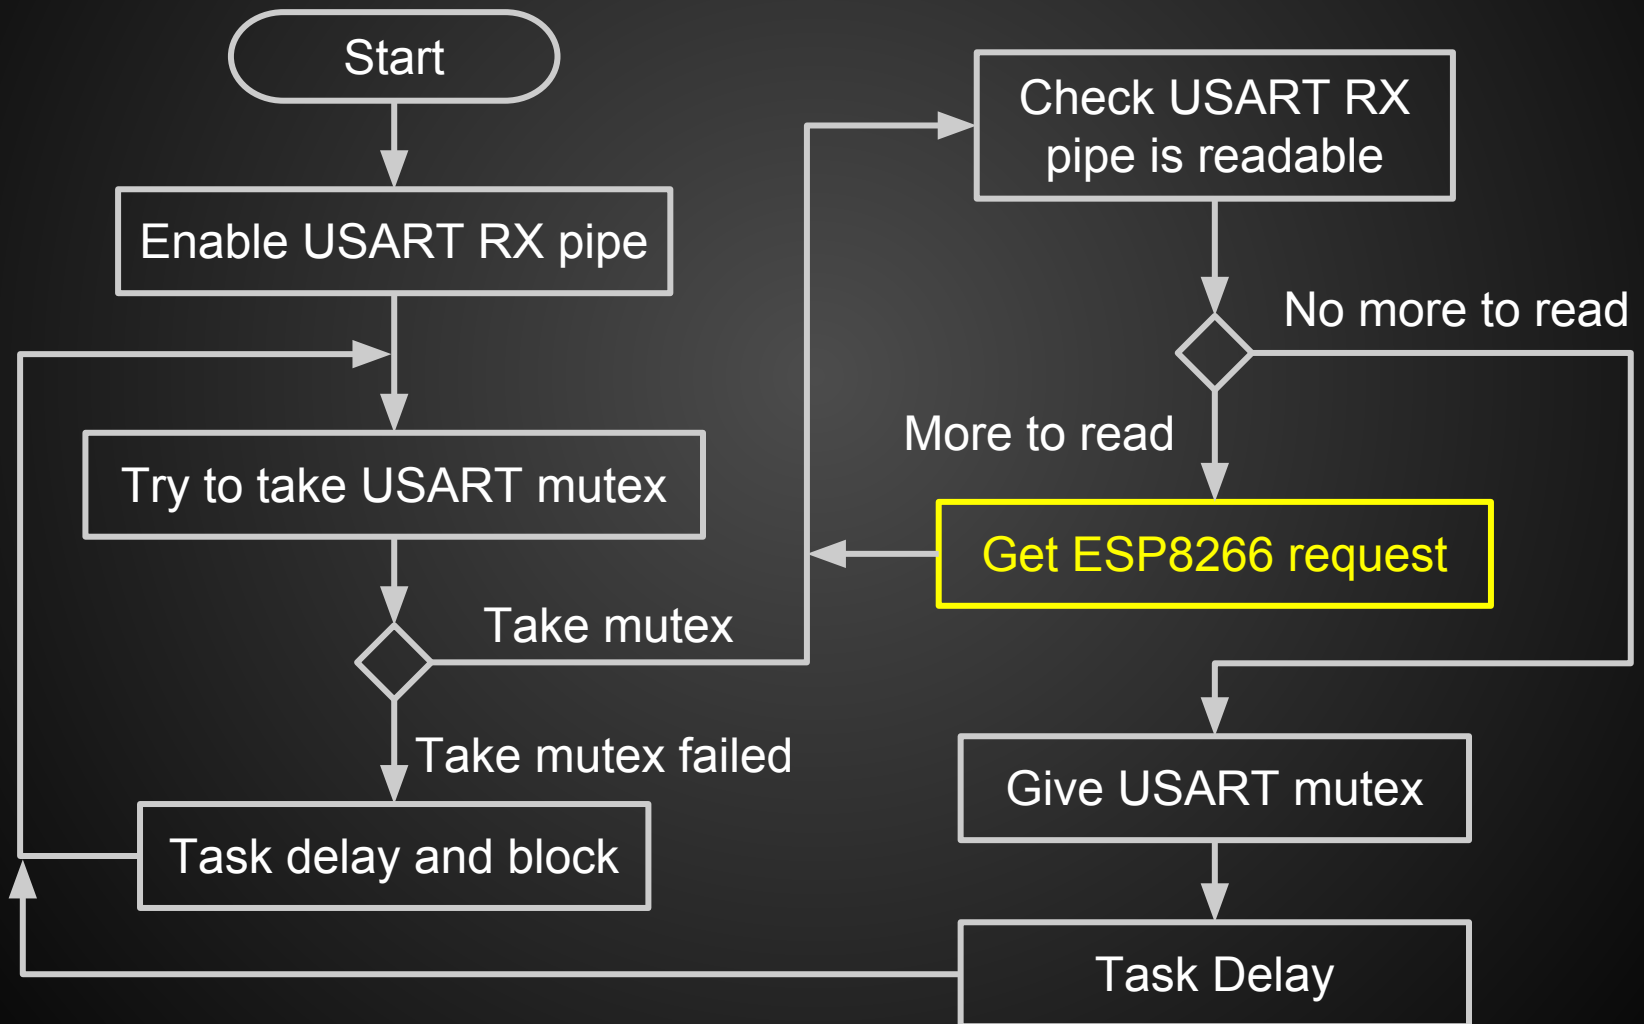 Start
Enable USART RX pipe
Try to take USART mutex
Take mutex
Take mutex failed
Task delay and block
Check USART RX
pipe is readable
No more to read
More to read
Get ESP8266 request
Give USART mutex
Task Delay